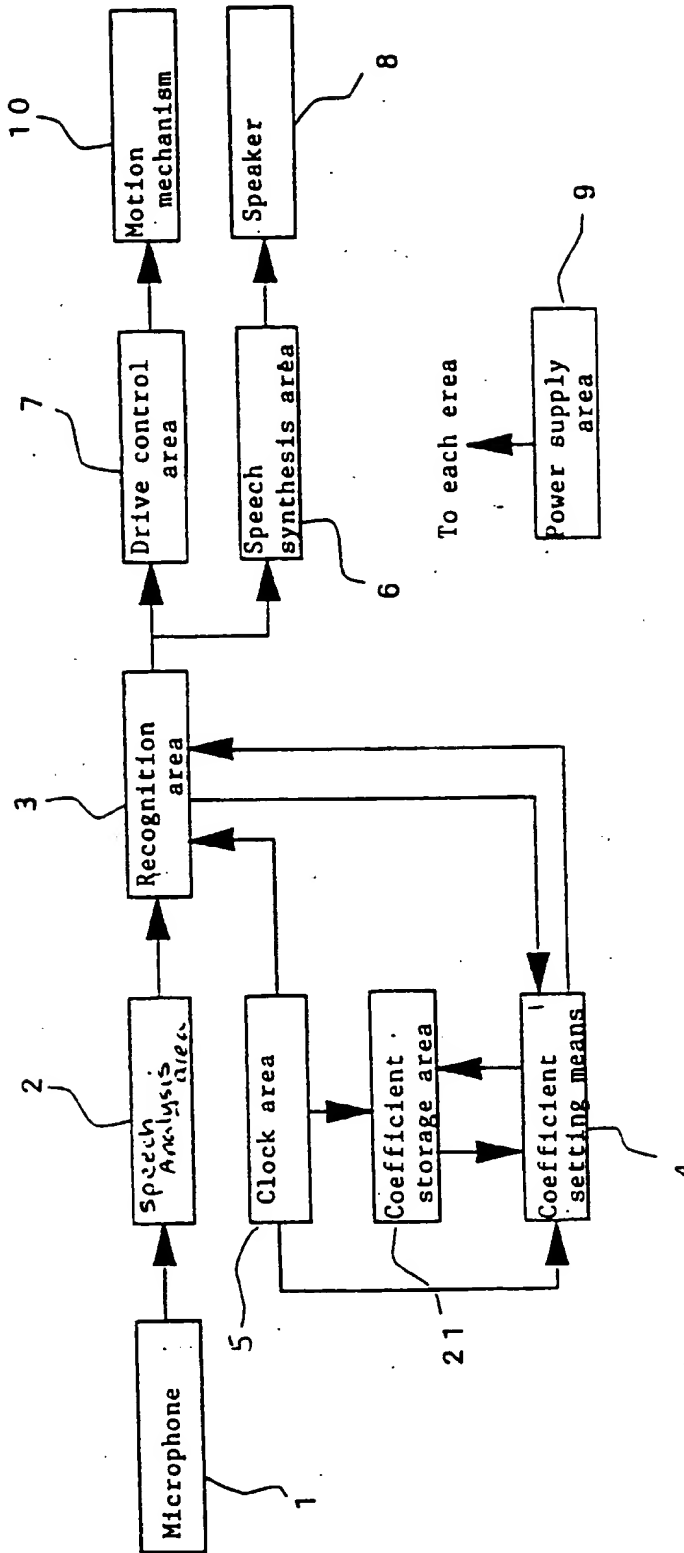 Microphone
1
speech
Analysis
area
2
Recognition
area
3
Drive control
area
7
Motion
mechanism
10
Speech
synthesis area
6
Speaker
8
Clock area
5
Coefficient
storage area
21
Coefficient
setting means
4
To each erea
Power supply
area
9